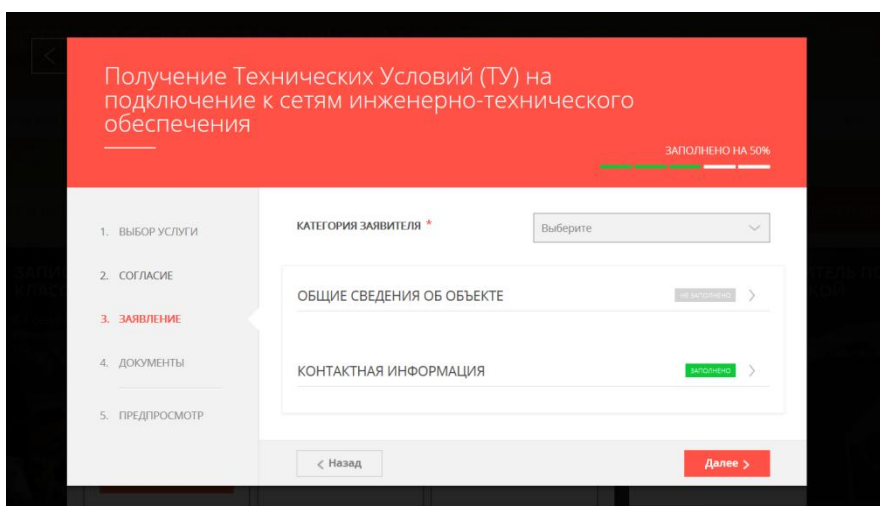 Получение Технических Условий (ТУ) на
подключение к сетям инженерно-технического
обеспечения
ЗАПОЛНЕНО НА 50%
1. ВЫБОР УСЛУГИ
2. СОГЛАСИЕ
3. ЗАЯВЛЕНИЕ
4. ДОКУМЕНТЫ
5. ПРЕДПРОСМОТР
КАТЕГОРИЯ ЗАЯВИТЕЛЯ *
Выберите
ОБЩИЕ СВЕДЕНИЯ ОБ ОБЪЕКТЕ
НЕ ЗАПОЛНЕНО
КОНТАКТНАЯ ИНФОРМАЦИЯ
ЗАПОЛНЕНО
Назад
Далее